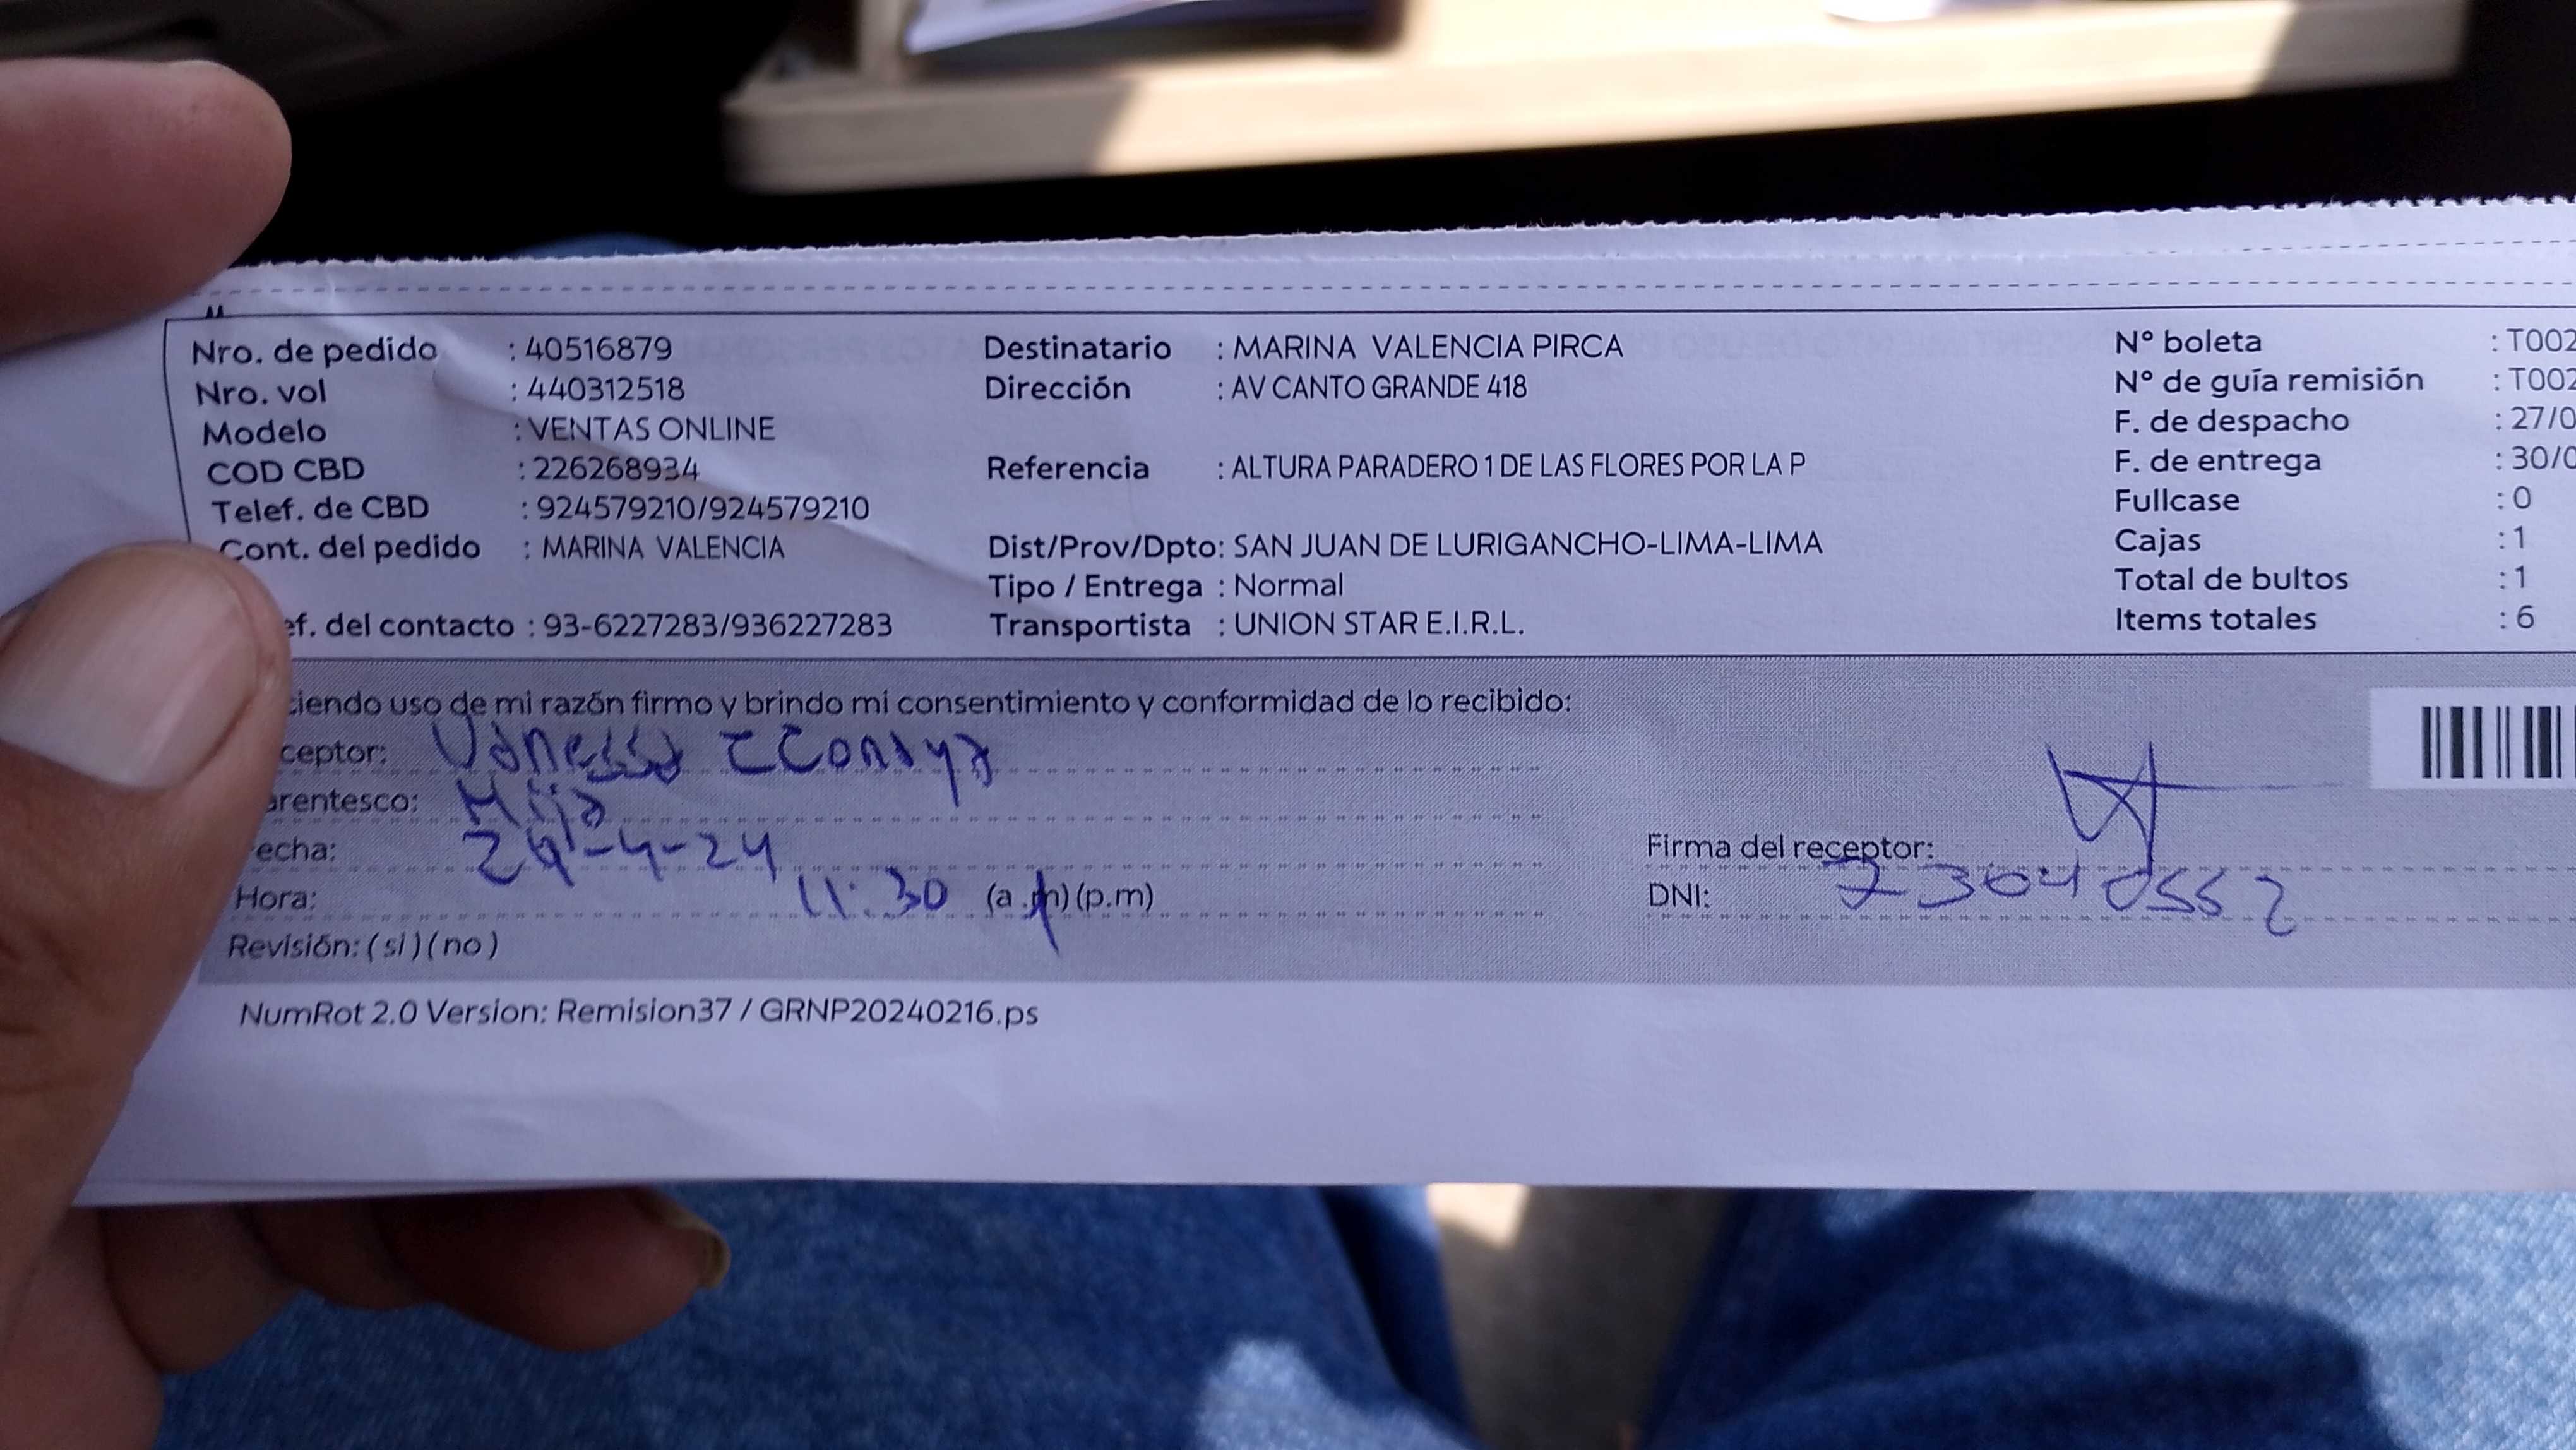 Nro. de pedido : 40516879 Destinatario : MARINA VALENCIA PIRCA N° boleta : T002
Nro. vol : 440312518 Dirección : AV CANTO GRANDE 418 N° de guía remisión : T002
Modelo : VENTAS ONLINE F. de despacho : 27/0
COD CBD : 226268934 Referencia : ALTURA PARADERO 1 DE LAS FLORES POR LA P F. de entrega : 30/0
Telef. de CBD : 924579210/924579210 Fullcase : 0
Cont. del pedido : MARINA VALENCIA Dist/Prov/Dpto: SAN JUAN DE LURIGANCHO-LIMA-LIMA Cajas : 1
Tipo / Entrega : Normal Total de bultos : 1
ef. del contacto : 93-6227283/936227283 Transportista : UNION STAR E.I.R.L. Items totales : 6
ciendo uso de mi razón firmo y brindo mi consentimiento y conformidad de lo recibido:
ceptor: Vanessa
arentesco: Hija
echa: 29-4-24 Firma del receptor:
Hora: 11:30 (a.m)(p.m) DNI: 73040552
Revisión: (si)(no)
NumRot 2.0 Version: Remision37 / GRNP20240216.ps